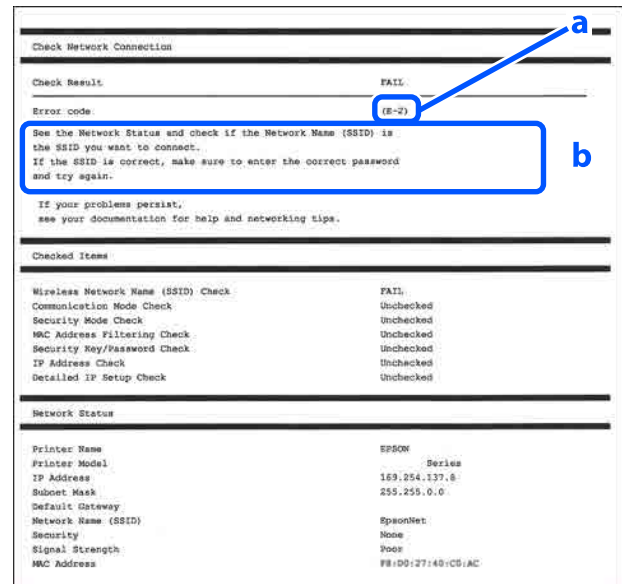 a
Check Network Connection
Check Result FAIL
Error code (E-2)
See the Network Status and check if the Network Name (SSID) is
the SSID you want to connect.
If the SSID is correct, make sure to enter the correct password
and try again.
b
If your problems persist,
see your documentation for help and networking tips.
Checked Items
Wireless Network Name (SSID) Check FAIL
Communication Mode Check Unchecked
Security Mode Check Unchecked
MAC Address Filtering Check Unchecked
Security Key/Password Check Unchecked
IP Address Check Unchecked
Detailed IP Setup Check Unchecked
Network Status
Printer Name EPSON
Printer Model Series
IP Address 169.254.137.8
Subnet Mask 255.255.0.0
Default Gateway
Network Name (SSID) EpsonNet
Security None
Signal Strength Poor
MAC Address F8:D0:27:40:C0:AC